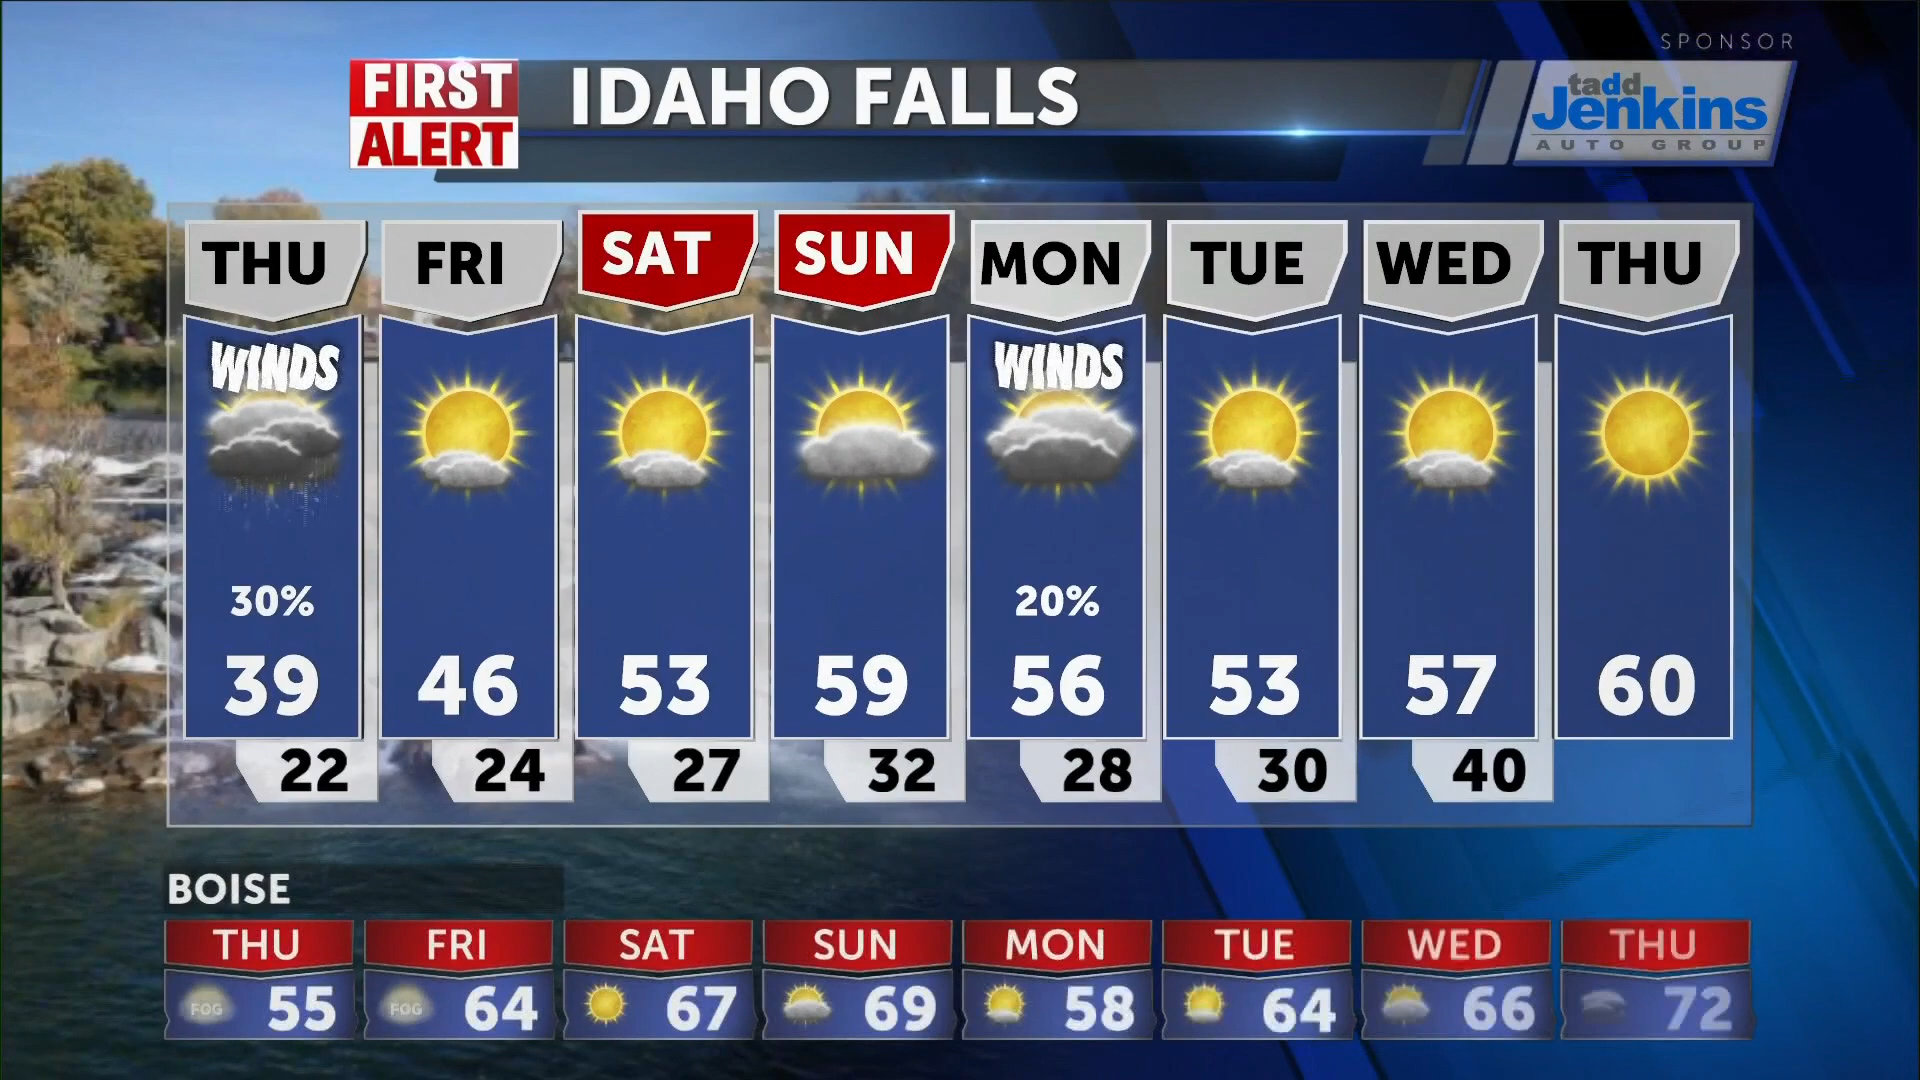 SPONSOR
FIRST
ALERT
IDAHO FALLS
tadd
Jenkins
AUTO GROUP
THU FRI SAT SUN MON TUE WED THU
WINDS WINDS
30% 20%
39 46 53 59 56 53 57 60
22 24 27 32 28 30 40
BOISE
THU FRI SAT SUN MON TUE WED THU
FOG 55 FOG 64 67 69 58 64 66 72